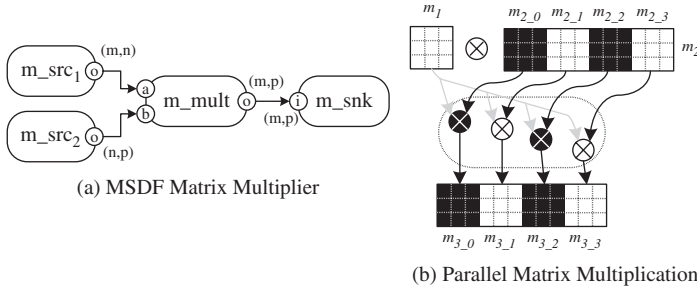 m_src1
o
(m,n)
m_src2
o
(n,p)
a
b
m_mult
o
(m,p)
(m,p)
i
m_snk
(a) MSDF Matrix Multiplier
m1
m2_0
m2_1
m2_2
m2_3
m2
m3_0
m3_1
m3_2
m3_3
(b) Parallel Matrix Multiplication